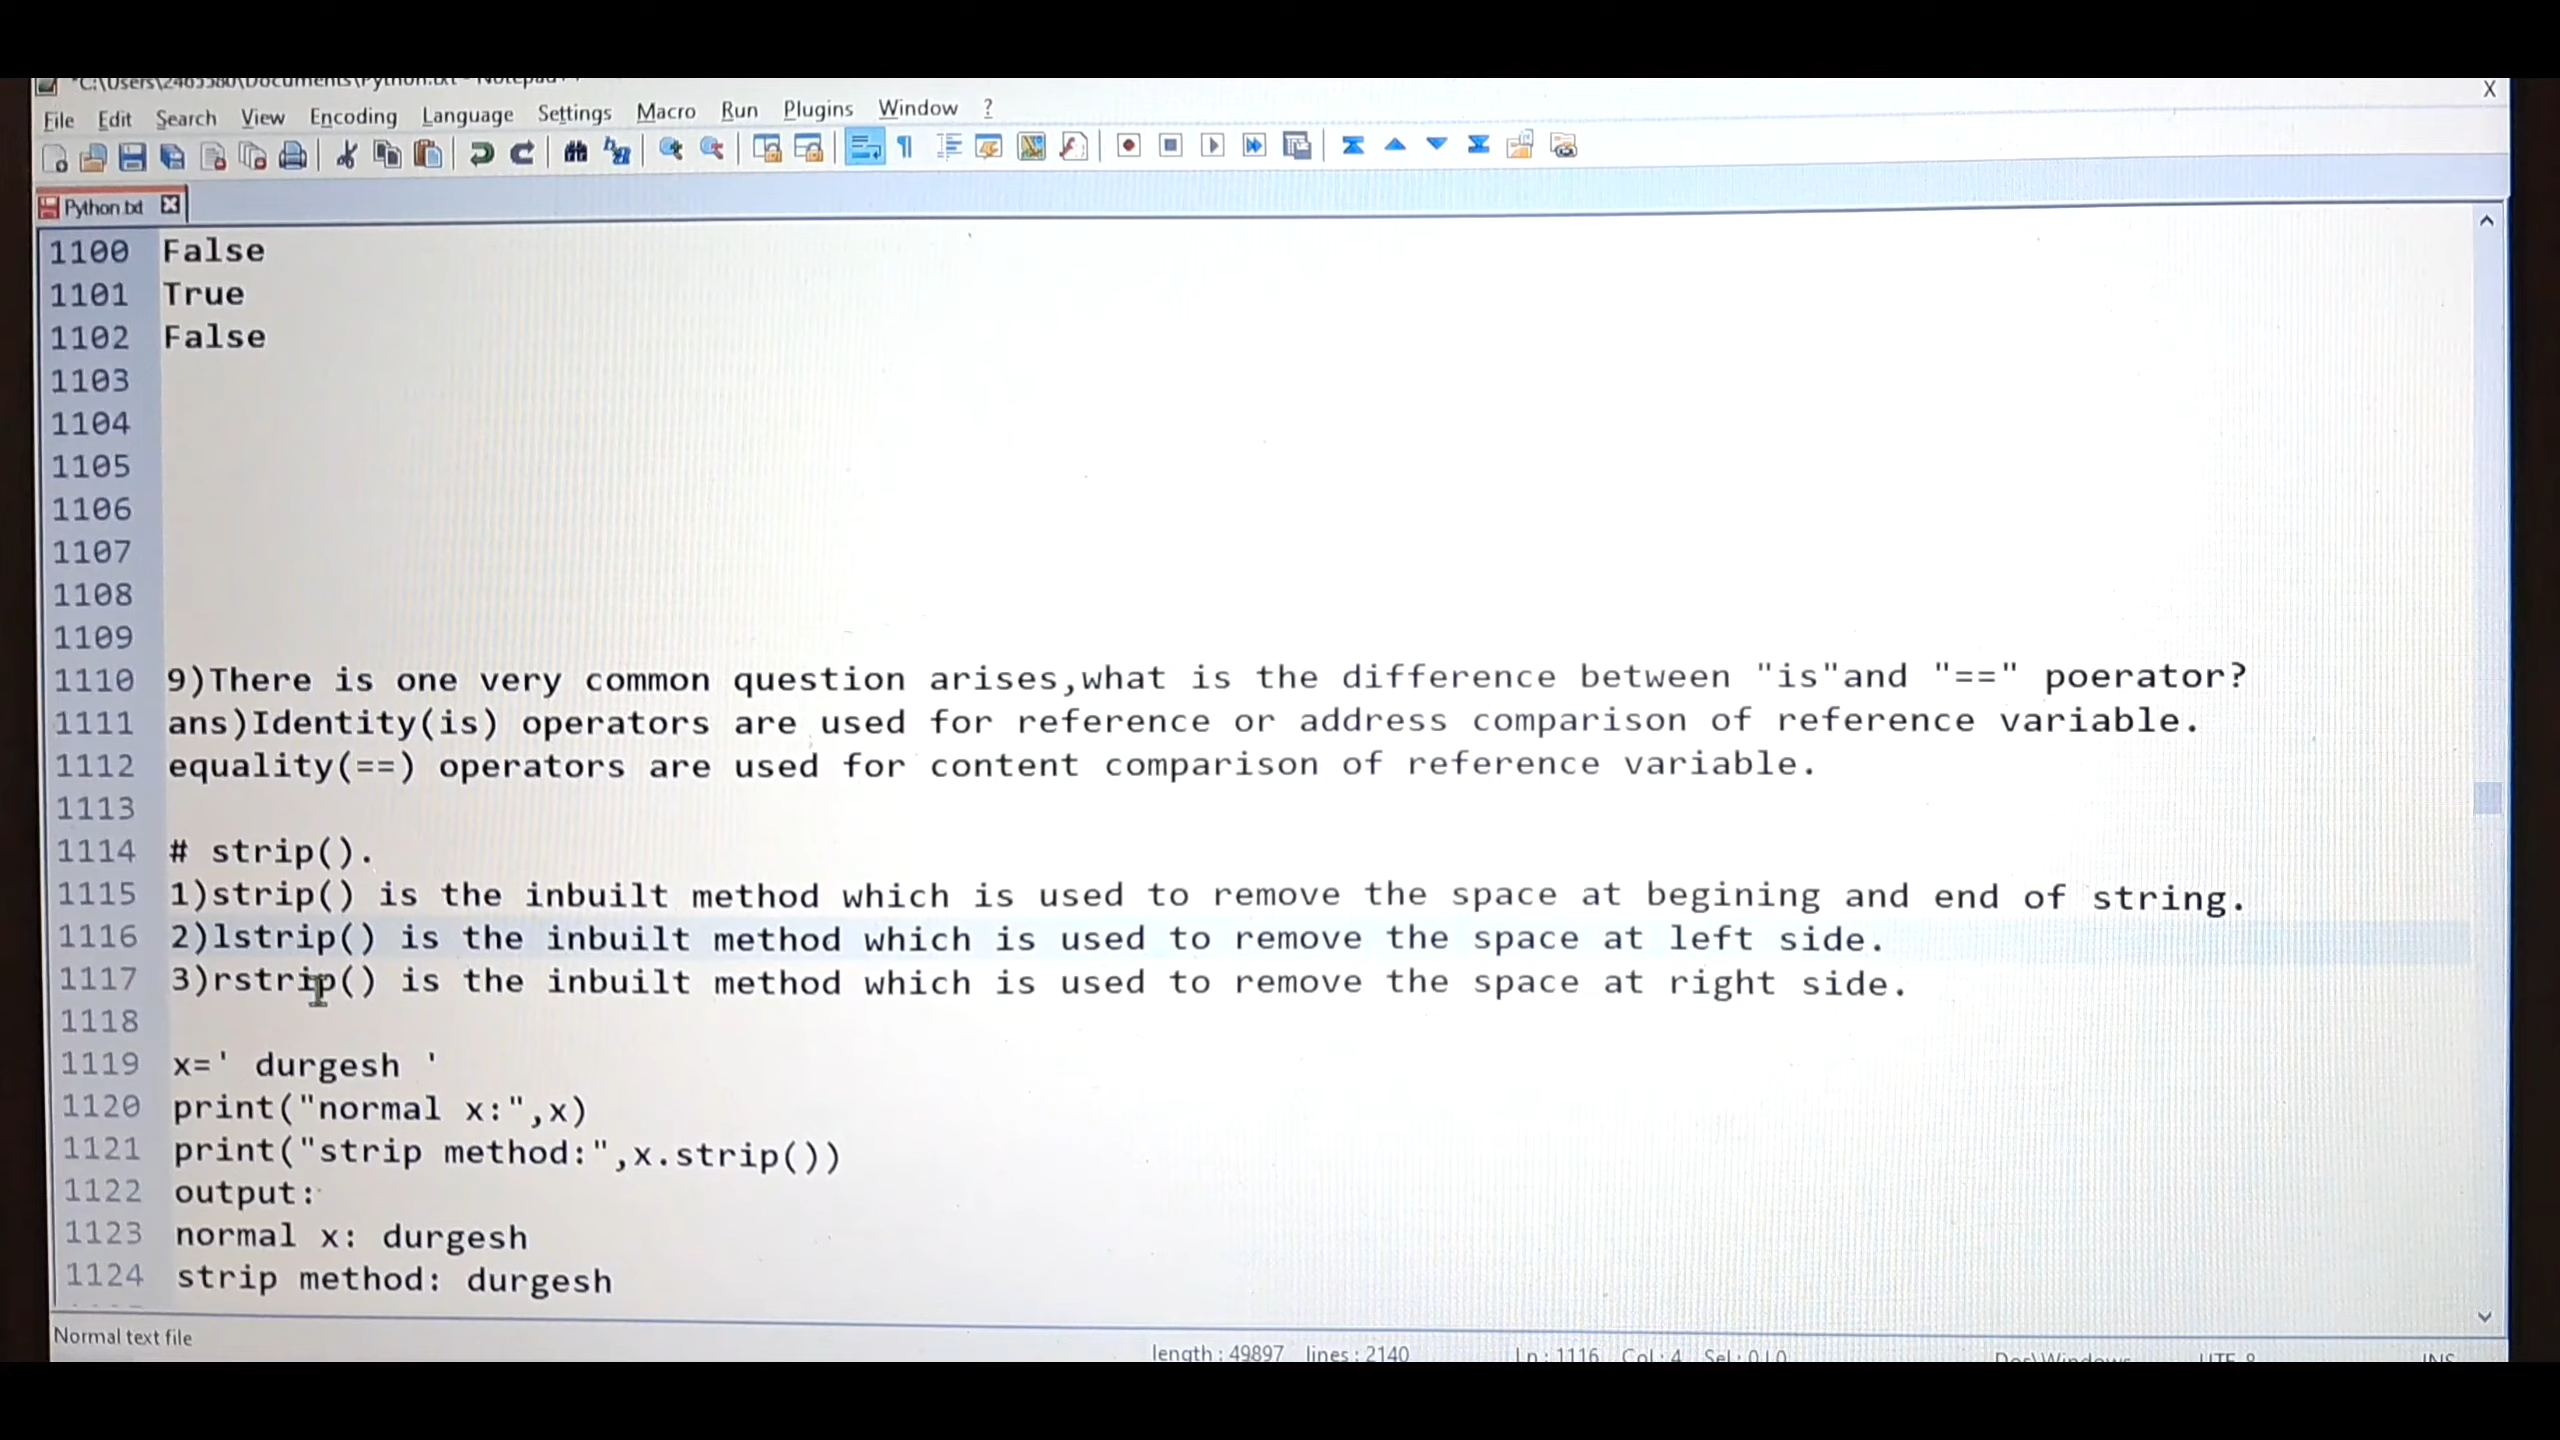 File Edit Search View Encoding Language Settings Macro Run Plugins Window ? X
Python.txt
1100 False
1101 True
1102 False
1103
1104
1105
1106
1107
1108
1109
1110 9)There is one very common question arises,what is the difference between "is"and "==" poerator?
1111 ans)Identity(is) operators are used for reference or address comparison of reference variable.
1112 equality(==) operators are used for content comparison of reference variable.
1113
1114 # strip().
1115 1)strip() is the inbuilt method which is used to remove the space at begining and end of string.
1116 2)lstrip() is the inbuilt method which is used to remove the space at left side.
1117 3)rstrip() is the inbuilt method which is used to remove the space at right side.
1118
1119 x=' durgesh '
1120 print("normal x:",x)
1121 print("strip method:",x.strip())
1122 output:
1123 normal x: durgesh
1124 strip method: durgesh
Normal text file length : 49897 lines : 2140 Ln : 1116 Col : 4 Sel : 0 | 0